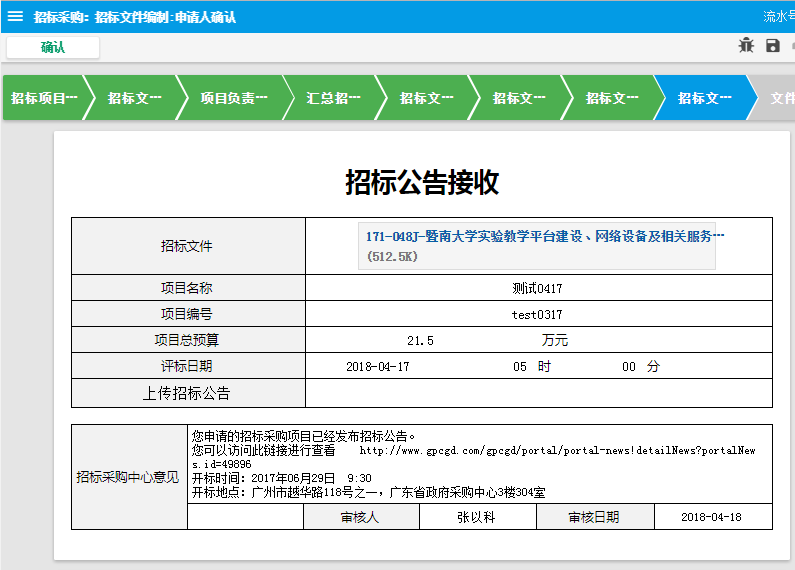 招标采购：招标文件编制:申请人确认
流水号
确认
招标项目…
招标文…
项目负责…
汇总招…
招标文…
招标文…
招标文…
招标文…
文件
招标公告接收
招标文件
171-048J-暨南大学实验教学平台建设、网络设备及相关服务…
(512.5K)
项目名称 测试0417
项目编号 test0317
项目总预算 21.5 万元
评标日期 2018-04-17 05 时 00 分
上传招标公告
招标采购中心意见
您申请的招标采购项目已经发布招标公告。
您可以访问此链接进行查看 http://www.gpcgd.com/gpcgd/portal/portal-news!detailNews?portalNew
s.id=49896
开标时间：2017年06月29日 9:30
开标地点：广州市越华路118号之一，广东省政府采购中心3楼304室
审核人 张以科 审核日期 2018-04-18